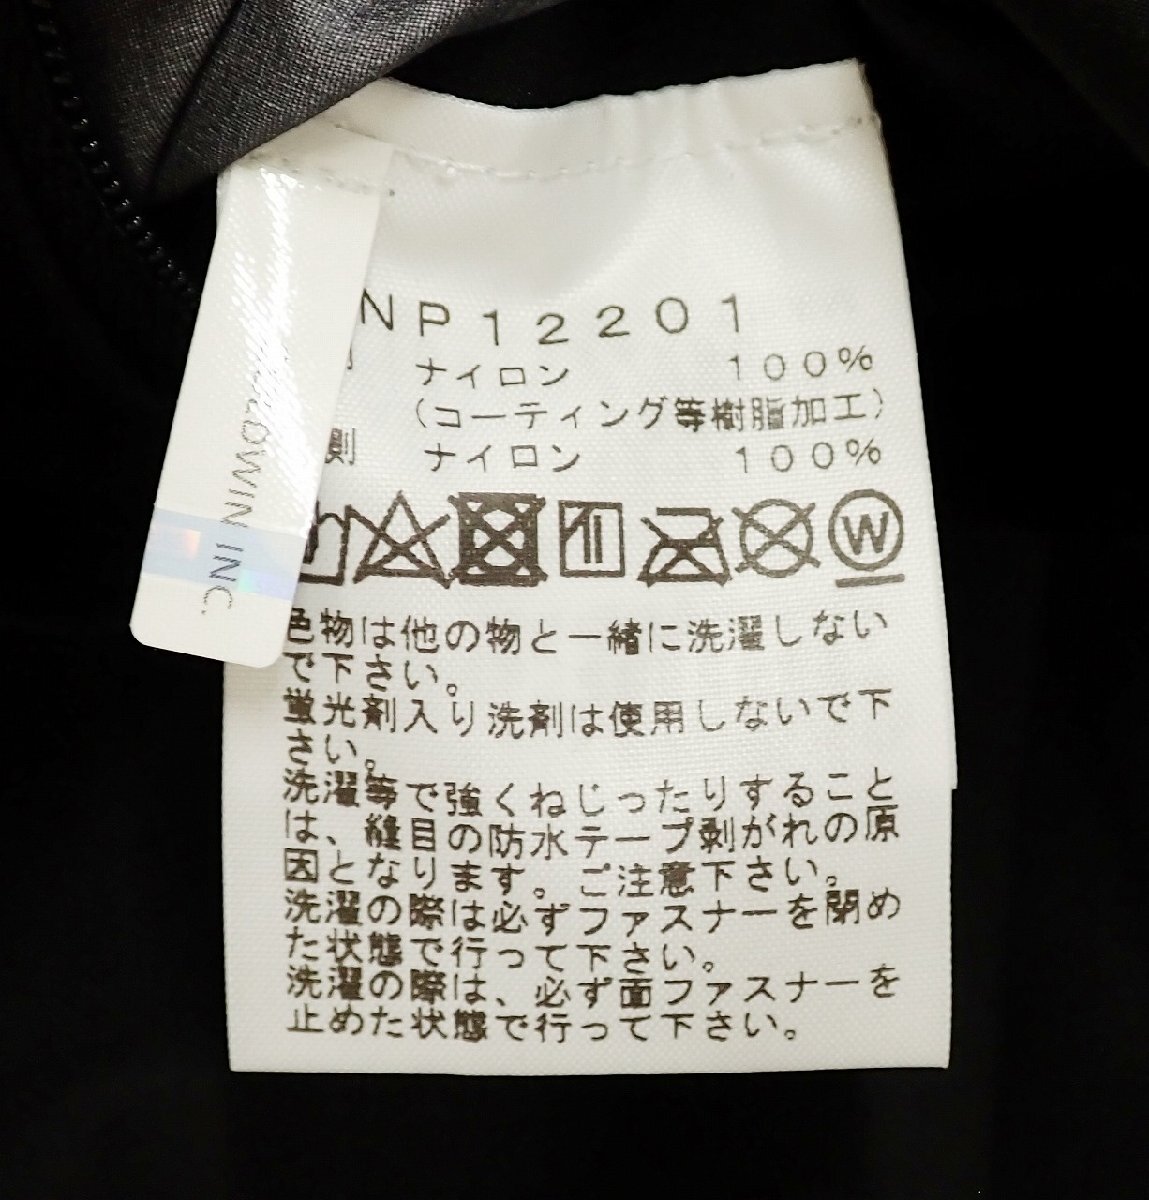 NP12201
ナイロン 100%
(コーティング等樹脂加工)
側 ナイロン 100%
W
LDWIN INC.
色物は他の物と一緒に洗濯しない
で下さい。
蛍光剤入り洗剤は使用しないで下
さい。
洗濯等で強くねじったりすること
は、縫目の防水テープ剥がれの原
因となります。ご注意下さい。
洗濯の際は必ずファスナーを閉め
た状態で行って下さい。
洗濯の際は、必ず面ファスナーを
止めた状態で行って下さい。